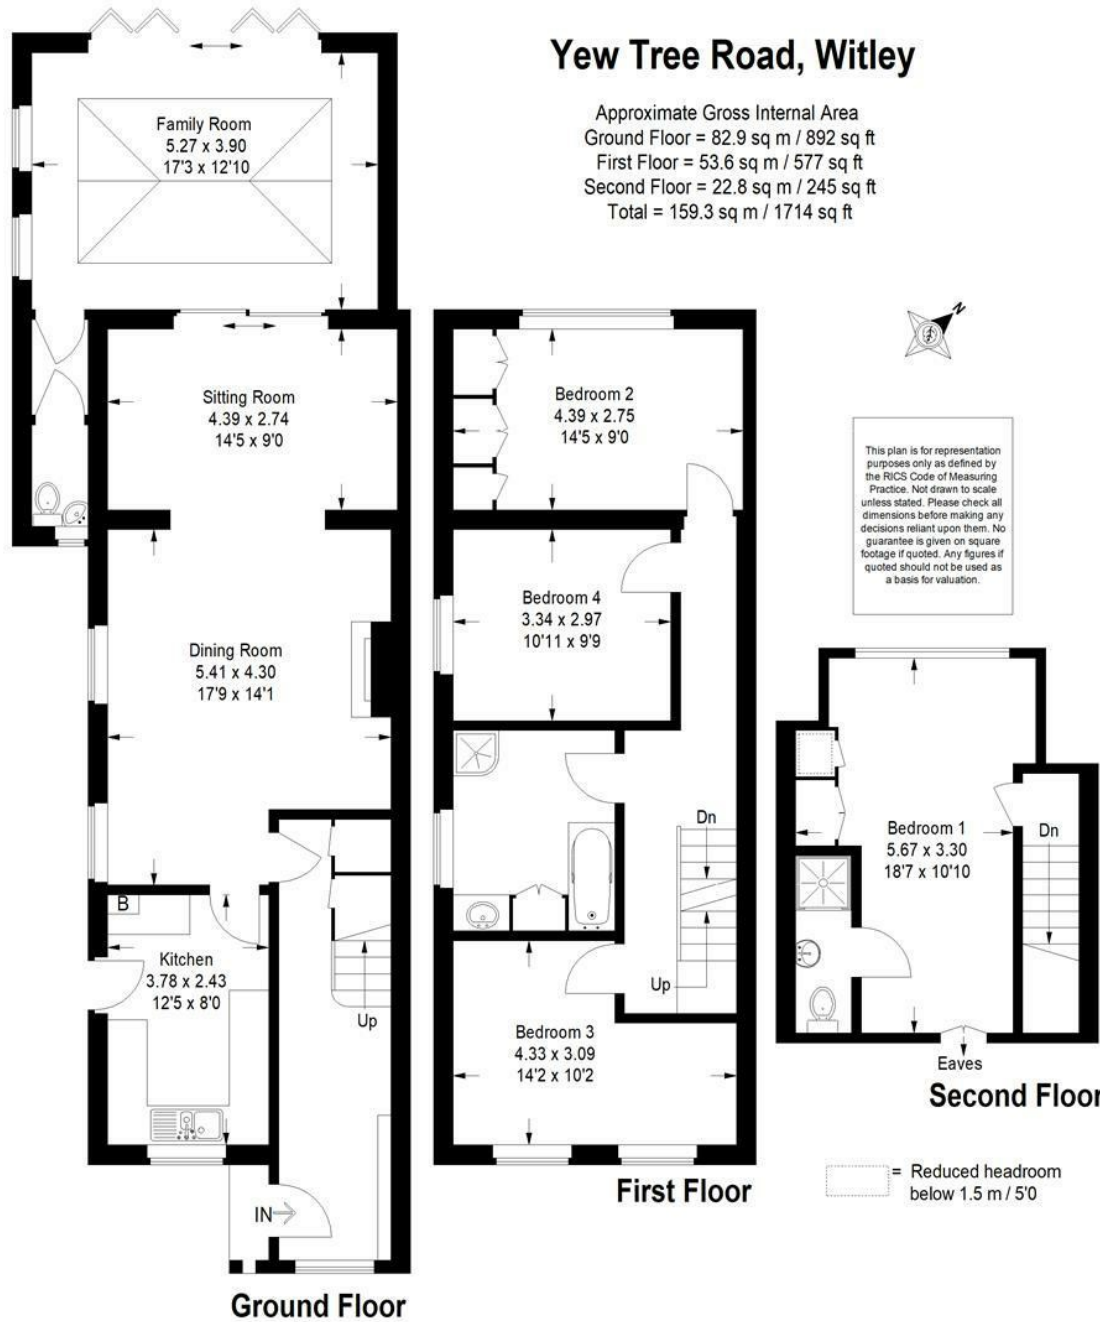 Yew Tree Road, Witley
Approximate Gross Internal Area
Ground Floor = 82.9 sq m / 892 sq ft
First Floor = 53.6 sq m / 577 sq ft
Second Floor = 22.8 sq m / 245 sq ft
Total = 159.3 sq m / 1714 sq ft
Family Room
5.27 x 3.90
17'3 x 12'10
Sitting Room
4.39 x 2.74
14'5 x 9'0
Dining Room
5.41 x 4.30
17'9 x 14'1
B
Kitchen
3.78 x 2.43
12'5 x 8'0
Up
IN
Ground Floor
Bedroom 2
4.39 x 2.75
14'5 x 9'0
Bedroom 4
3.34 x 2.97
10'11 x 9'9
Dn
Up
Bedroom 3
4.33 x 3.09
14'2 x 10'2
First Floor
N
This plan is for representation
purposes only as defined by
the RICS Code of Measuring
Practice. Not drawn to scale
unless stated. Please check all
dimensions before making any
decisions reliant upon them. No
guarantee is given on square
footage if quoted. Any figures if
quoted should not be used as
a basis for valuation.
Bedroom 1
5.67 x 3.30
18'7 x 10'10
Dn
Eaves
Second Floor
= Reduced headroom
below 1.5 m / 5'0